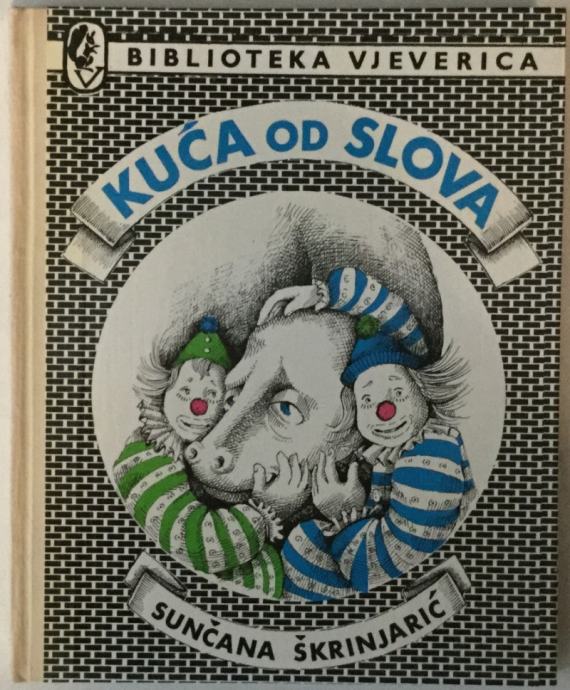 BIBLIOTEKA VJEVERICA
KUĆA OD SLOVA
SUNČANA ŠKRINJARIĆ